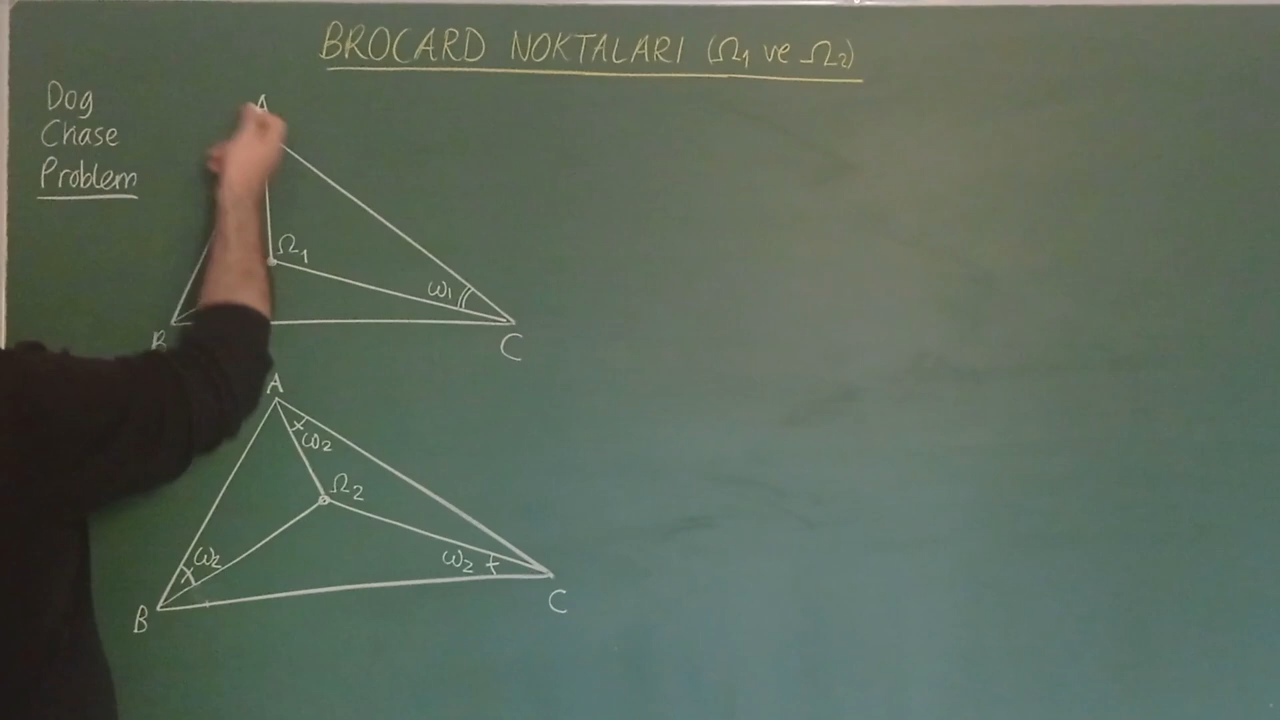 BROCARD NOKTALARI (Ω₁ ve Ω₂)
Dog
Chase
Problem
A
Ω₁
ω₁
B
C
A
ω₂
Ω₂
ω₂
ω₂
B
C